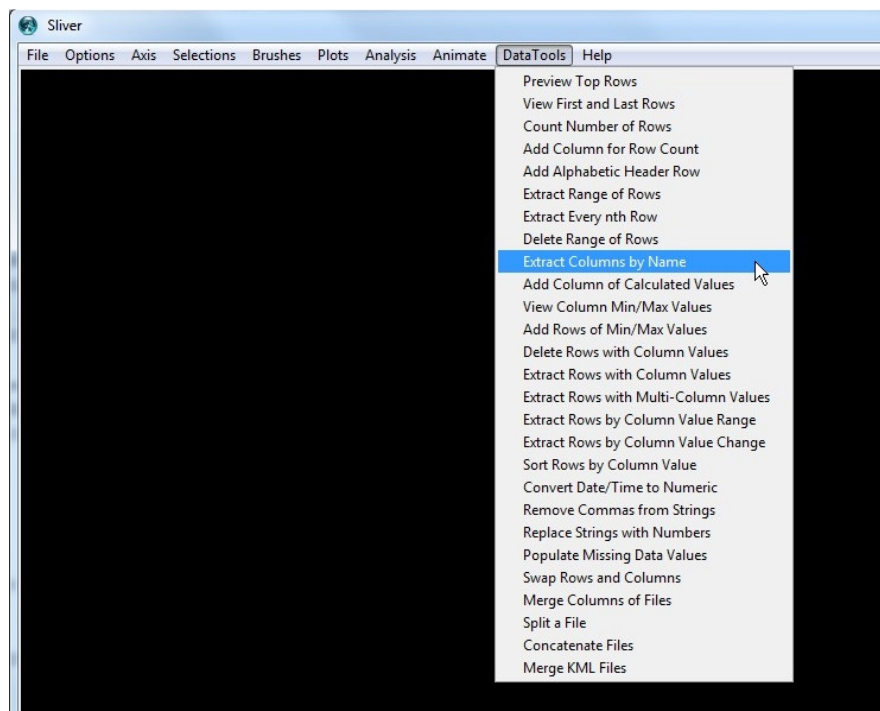 Sliver
File Options Axis Selections Brushes Plots Analysis Animate DataTools Help
Preview Top Rows
View First and Last Rows
Count Number of Rows
Add Column for Row Count
Add Alphabetic Header Row
Extract Range of Rows
Extract Every nth Row
Delete Range of Rows
Extract Columns by Name
Add Column of Calculated Values
View Column Min/Max Values
Add Rows of Min/Max Values
Delete Rows with Column Values
Extract Rows with Column Values
Extract Rows with Multi-Column Values
Extract Rows by Column Value Range
Extract Rows by Column Value Change
Sort Rows by Column Value
Convert Date/Time to Numeric
Remove Commas from Strings
Replace Strings with Numbers
Populate Missing Data Values
Swap Rows and Columns
Merge Columns of Files
Split a File
Concatenate Files
Merge KML Files